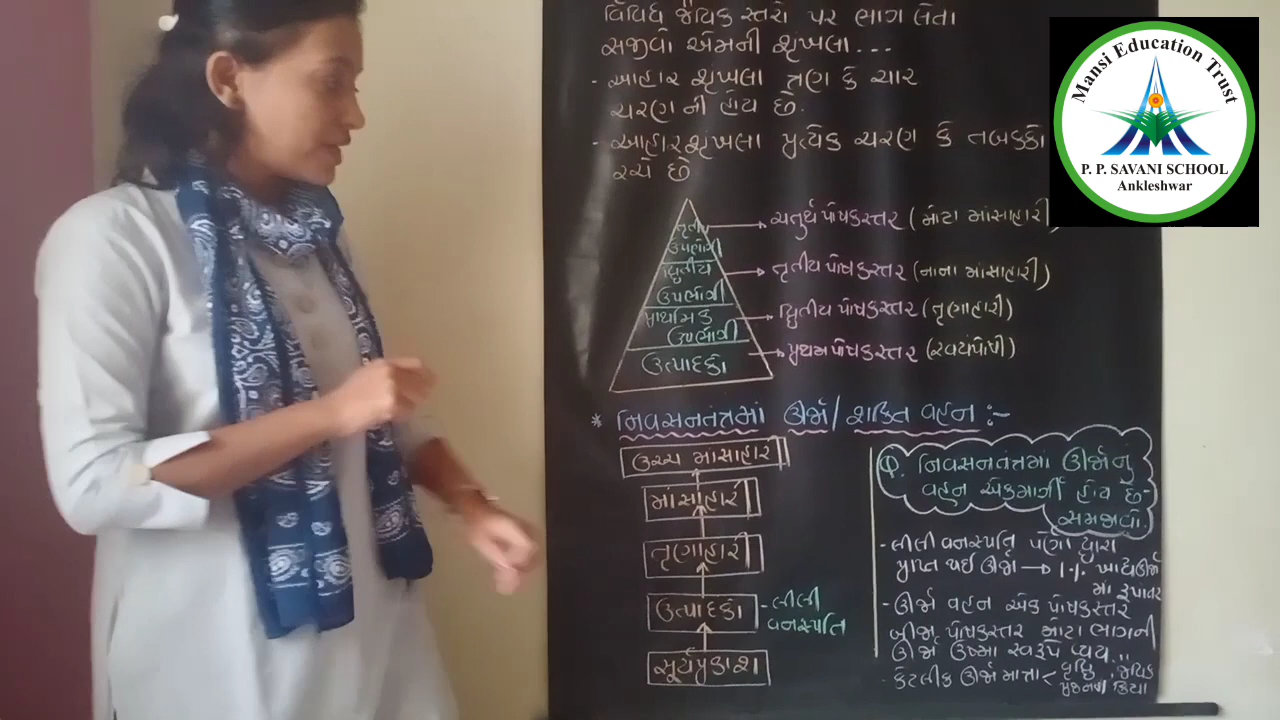 વિવિધ જૈવિક સ્તરો પર ભાગ લેતા
સજીવો એમની શૃંખલા...
- આહાર શૃંખલા ત્રણ કે ચાર
ચરણ ની હોય છે.
- આહારશૃંખલા પ્રત્યેક ચરણ કે તબક્કો
રચે છે
તૃતીય
ઉપભોગી
દ્વિતીય
ઉપભોગી
પ્રાથમિક
ઉપભોગી
ઉત્પાદકો
ચતુર્થ પોષકસ્તર (મોટા માંસાહારી)
તૃતીય પોષકસ્તર (નાના માંસાહારી)
દ્વિતીય પોષકસ્તર (તૃણાહારી)
પ્રથમ પોષકસ્તર (સ્વયંપોષી)
* નિવસનતંત્રમાં ઊર્જા/શક્તિ વહન :-
ઉચ્ચ માંસાહારી
માંસાહારી
તૃણાહારી
ઉત્પાદકો
- લીલી
વનસ્પતિ
સૂર્યપ્રકાશ
Q. નિવસનતંત્રમાં ઊર્જાનું
વહન એકમાર્ગી હોય છે-
સમજાવો.
- લીલી વનસ્પતિ પર્ણો દ્વારા
પ્રાપ્ત થઈ ઊર્જા → 1% ખાદ્યઊર્જા
માં રૂપાંતર
- ઊર્જા વહન એક પોષકસ્તર
બીજા પોષકસ્તર મોટા ભાગની
ઊર્જા ઉષ્મા સ્વરૂપે વ્યય..
- કેટલીક ઊર્જા માત્રા < વૃદ્ધિ, જૈવિક
પ્રજનન ક્રિયા
Mansi Education Trust
P. P. SAVANI SCHOOL
Ankleshwar